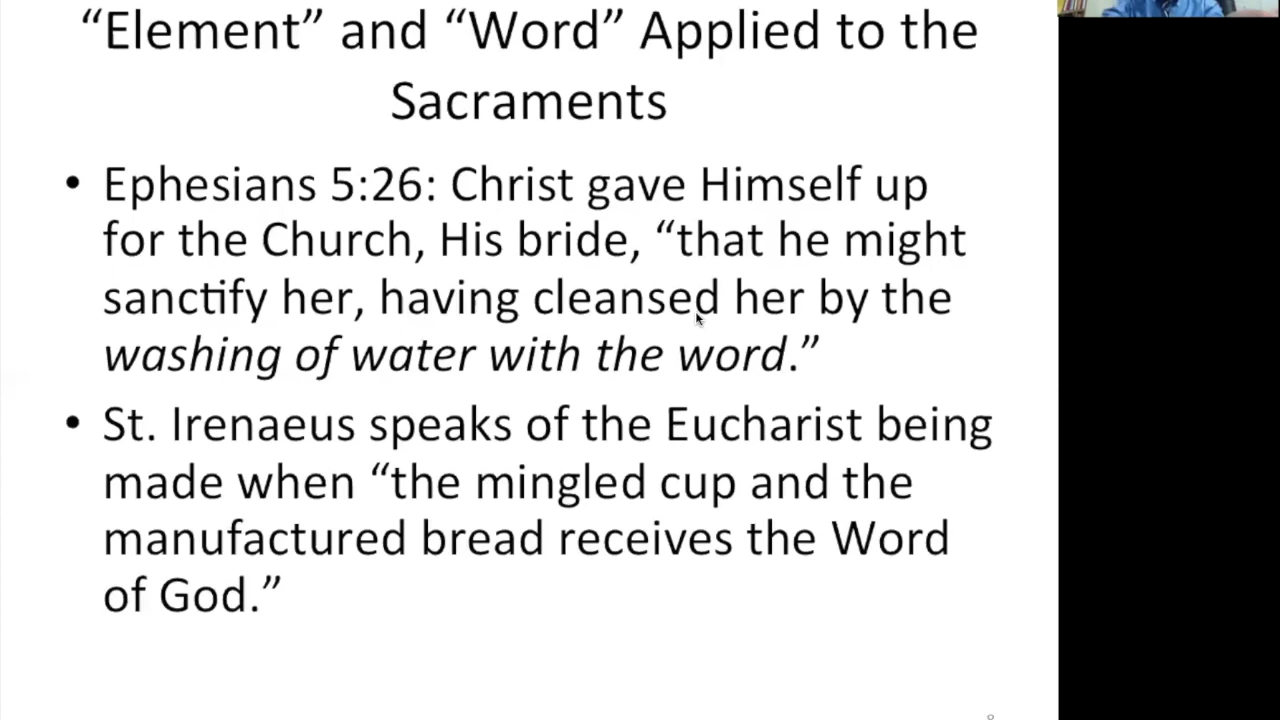 “Element” and “Word” Applied to the
Sacraments
• Ephesians 5:26: Christ gave Himself up
for the Church, His bride, “that he might
sanctify her, having cleansed her by the
washing of water with the word.”
• St. Irenaeus speaks of the Eucharist being
made when “the mingled cup and the
manufactured bread receives the Word
of God.”